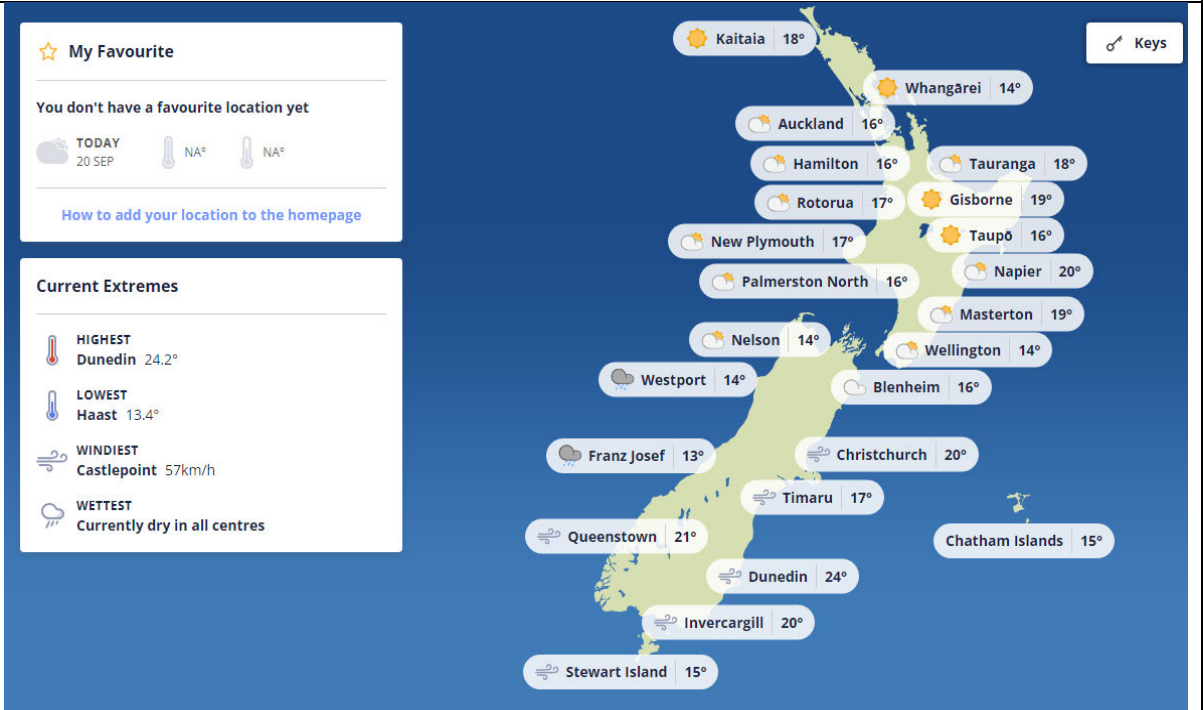 My Favourite
You don't have a favourite location yet
TODAY
20 SEP
NA°
NA°
How to add your location to the homepage
Current Extremes
HIGHEST
Dunedin 24.2°
LOWEST
Haast 13.4°
WINDIEST
Castlepoint 57km/h
WETTEST
Currently dry in all centres
Keys
Kaitaia 18°
Whangārei 14°
Auckland 16°
Hamilton 16°
Tauranga 18°
Rotorua 17°
Gisborne 19°
New Plymouth 17°
Taupō 16°
Palmerston North 16°
Napier 20°
Masterton 19°
Nelson 14°
Wellington 14°
Westport 14°
Blenheim 16°
Franz Josef 13°
Christchurch 20°
Timaru 17°
Queenstown 21°
Chatham Islands 15°
Dunedin 24°
Invercargill 20°
Stewart Island 15°